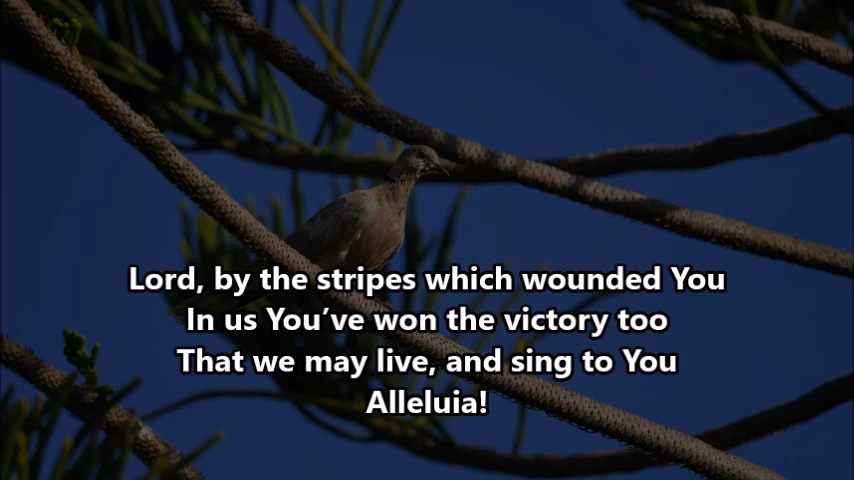 Lord, by the stripes which wounded You
In us You’ve won the victory too
That we may live, and sing to You
Alleluia!